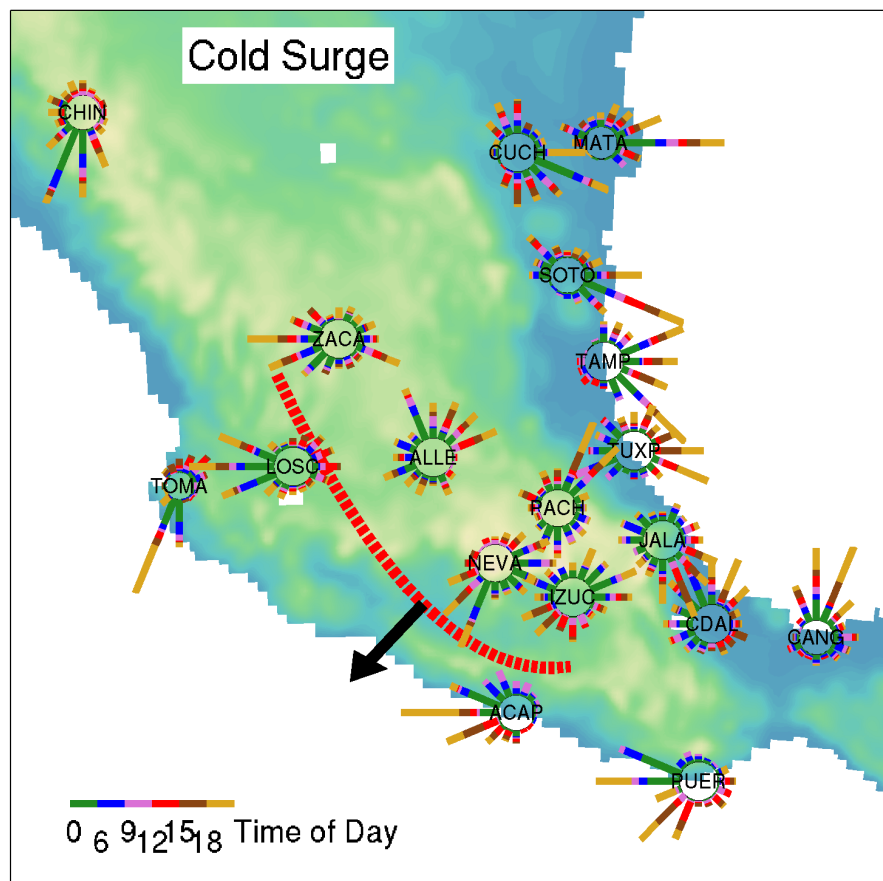 Cold Surge
CHIN
MATA
CUCH
SOTO
ZACA
TAMP
TUXP
ALLE
LOSC
TOMA
PACH
JALA
NEVA
IZUC
CDAL
CANG
ACAP
PUER
0 6 9 12 15 18 Time of Day